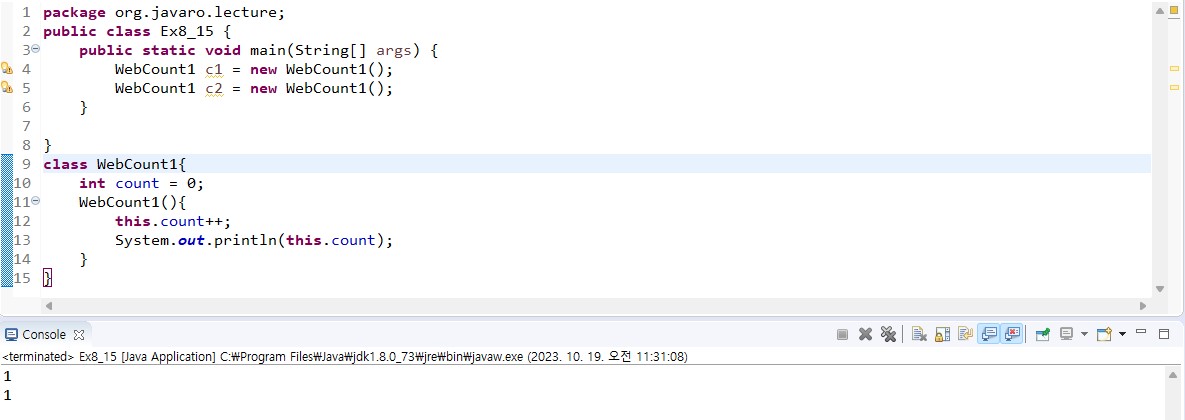 1 package org.javaro.lecture;
2 public class Ex8_15 {
3 public static void main(String[] args) {
4 WebCount1 c1 = new WebCount1();
5 WebCount1 c2 = new WebCount1();
6 }
7
8 }
9 class WebCount1{
10 int count = 0;
11 WebCount1(){
12 this.count++;
13 System.out.println(this.count);
14 }
15 }
Console
<terminated> Ex8_15 [Java Application] C:₩Program Files₩Java₩jdk1.8.0_73₩jre₩bin₩javaw.exe (2023. 10. 19. 오전 11:31:08)
1
1